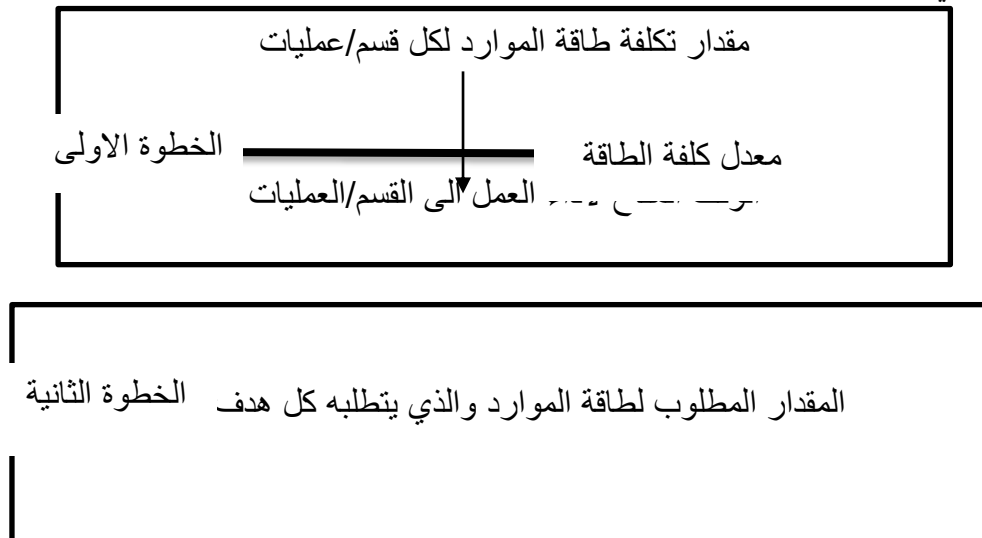 مقدار تكلفة طاقة الموارد لكل قسم/عمليات
معدل كلفة الطاقة
الخطوة الاولى
العمل الى القسم/العمليات
المقدار المطلوب لطاقة الموارد والذي يتطلبه كل هدف
الخطوة الثانية